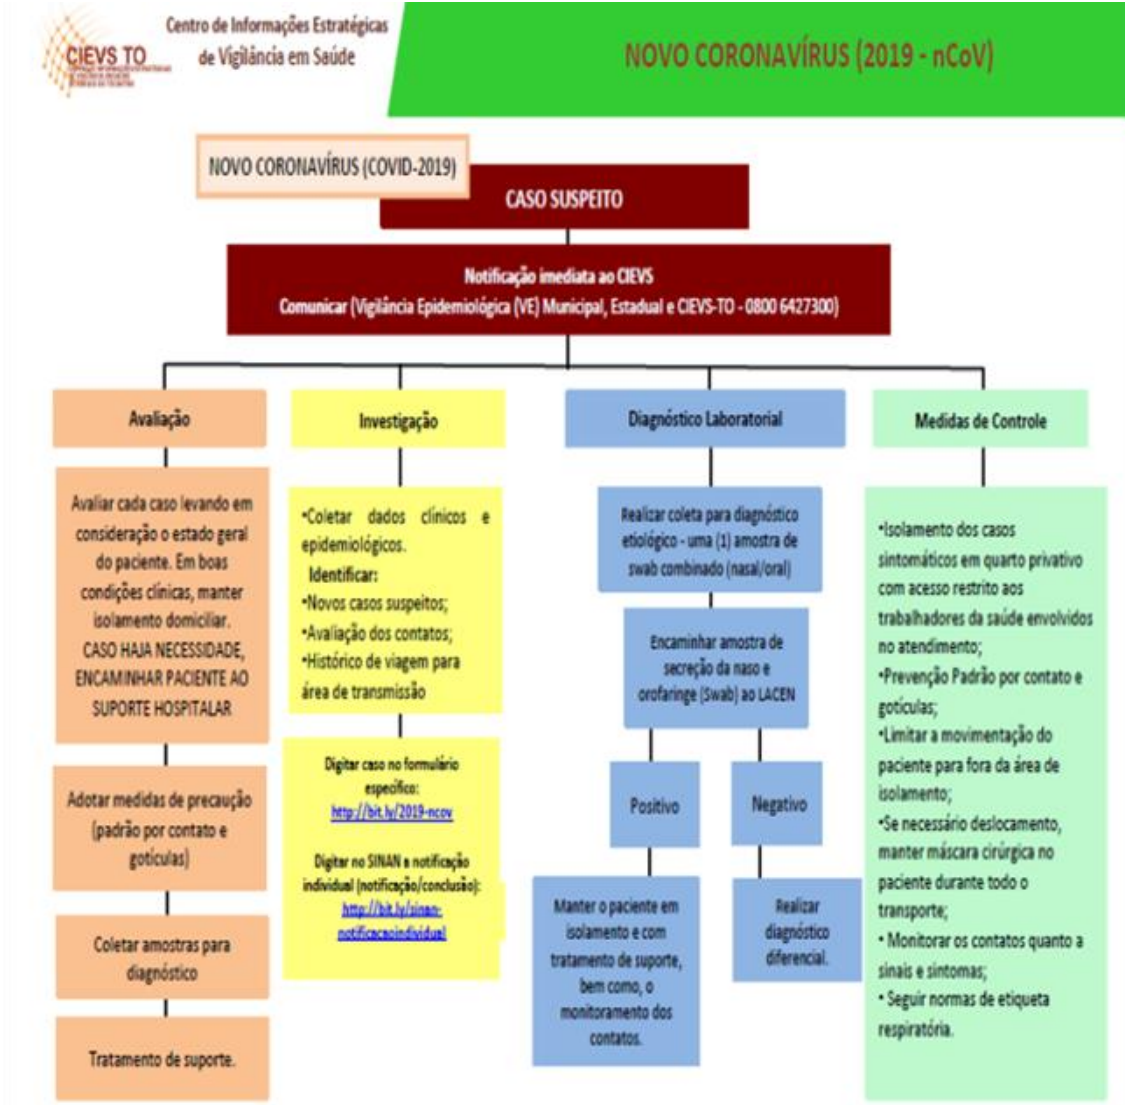 Centro de Informações Estratégicas
de Vigilância em Saúde
CIEVS TO
NOVO CORONAVÍRUS (2019 - nCoV)
NOVO CORONAVÍRUS (COVID-2019)
CASO SUSPEITO
Notificação imediata ao CIEVS
Comunicar (Vigilância Epidemiológica (VE) Municipal, Estadual e CIEVS-TO - 0800 6427300)
Avaliação
Avaliar cada caso levando em
consideração o estado geral
do paciente. Em boas
condições clínicas, manter
isolamento domiciliar.
CASO HAJA NECESSIDADE,
ENCAMINHAR PACIENTE AO
SUPORTE HOSPITALAR
Adotar medidas de precaução
(padrão por contato e
gotículas)
Coletar amostras para
diagnóstico
Tratamento de suporte.
Investigação
•Coletar dados clínicos e
epidemiológicos.
Identificar:
•Novos casos suspeitos;
•Avaliação dos contatos;
•Histórico de viagem para
área de transmissão
Digitar caso no formulário
específico:
http://bit.ly/2019-ncov
Digitar no SINAN a notificação
individual (notificação/conclusão):
http://bit.ly/sinan-
notificacaoindividual
Diagnóstico Laboratorial
Realizar coleta para diagnóstico
etiológico - uma (1) amostra de
swab combinado (nasal/oral)
Encaminhar amostra de
secreção da naso e
orofaringe (Swab) ao LACEN
Positivo
Negativo
Manter o paciente em
isolamento e com
tratamento de suporte,
bem como, o
monitoramento dos
contatos.
Realizar
diagnóstico
diferencial.
Medidas de Controle
•Isolamento dos casos
sintomáticos em quarto privativo
com acesso restrito aos
trabalhadores da saúde envolvidos
no atendimento;
•Prevenção Padrão por contato e
gotículas;
•Limitar a movimentação do
paciente para fora da área de
isolamento;
•Se necessário deslocamento,
manter máscara cirúrgica no
paciente durante todo o
transporte;
• Monitorar os contatos quanto a
sinais e sintomas;
• Seguir normas de etiqueta
respiratória.